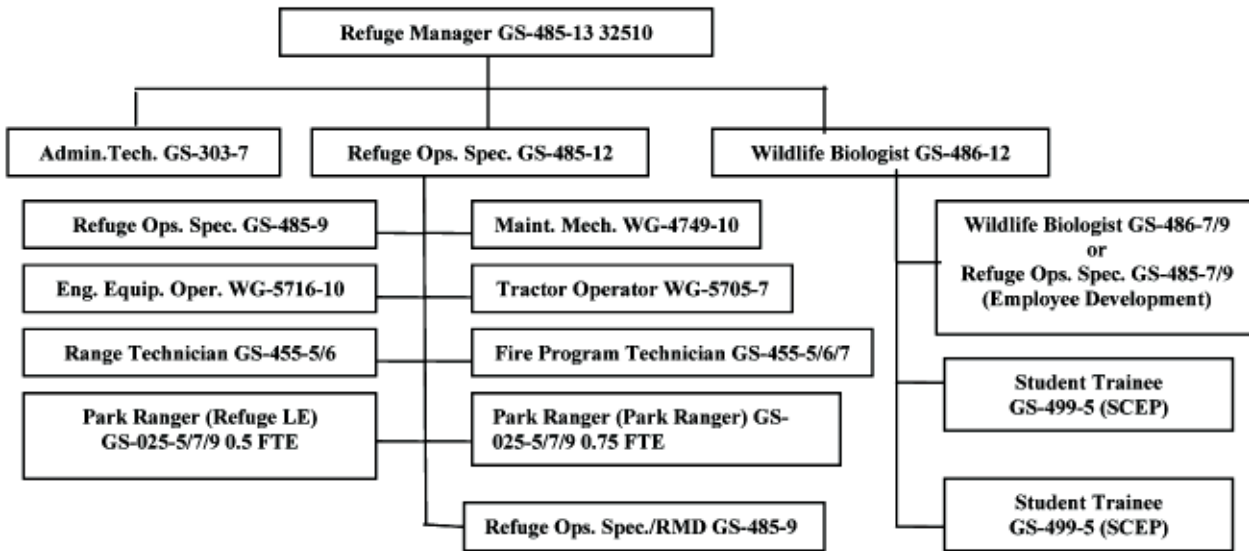 Refuge Manager GS-485-13 32510
Admin.Tech. GS-303-7
Refuge Ops. Spec. GS-485-12
Wildlife Biologist GS-486-12
Refuge Ops. Spec. GS-485-9
Maint. Mech. WG-4749-10
Wildlife Biologist GS-486-7/9
or
Refuge Ops. Spec. GS-485-7/9
(Employee Development)
Eng. Equip. Oper. WG-5716-10
Tractor Operator WG-5705-7
Range Technician GS-455-5/6
Fire Program Technician GS-455-5/6/7
Student Trainee
GS-499-5 (SCEP)
Park Ranger (Refuge LE)
GS-025-5/7/9 0.5 FTE
Park Ranger (Park Ranger) GS-
025-5/7/9 0.75 FTE
Student Trainee
GS-499-5 (SCEP)
Refuge Ops. Spec./RMD GS-485-9